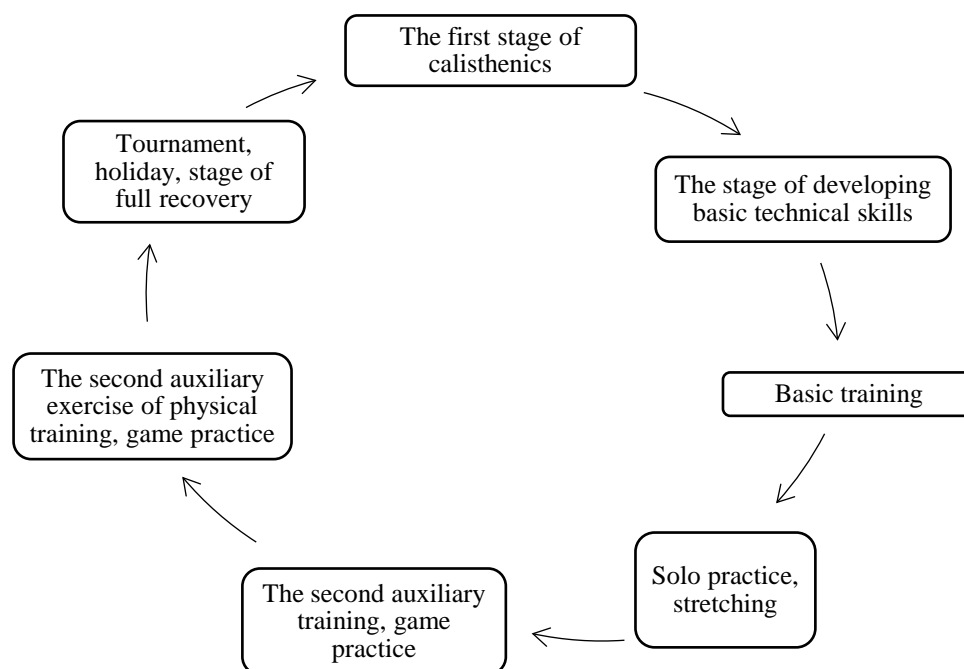 The first stage of
calisthenics
The stage of developing
basic technical skills
Basic training
Solo practice,
stretching
The second auxiliary
training, game
practice
The second auxiliary
exercise of physical
training, game practice
Tournament,
holiday, stage of
full recovery